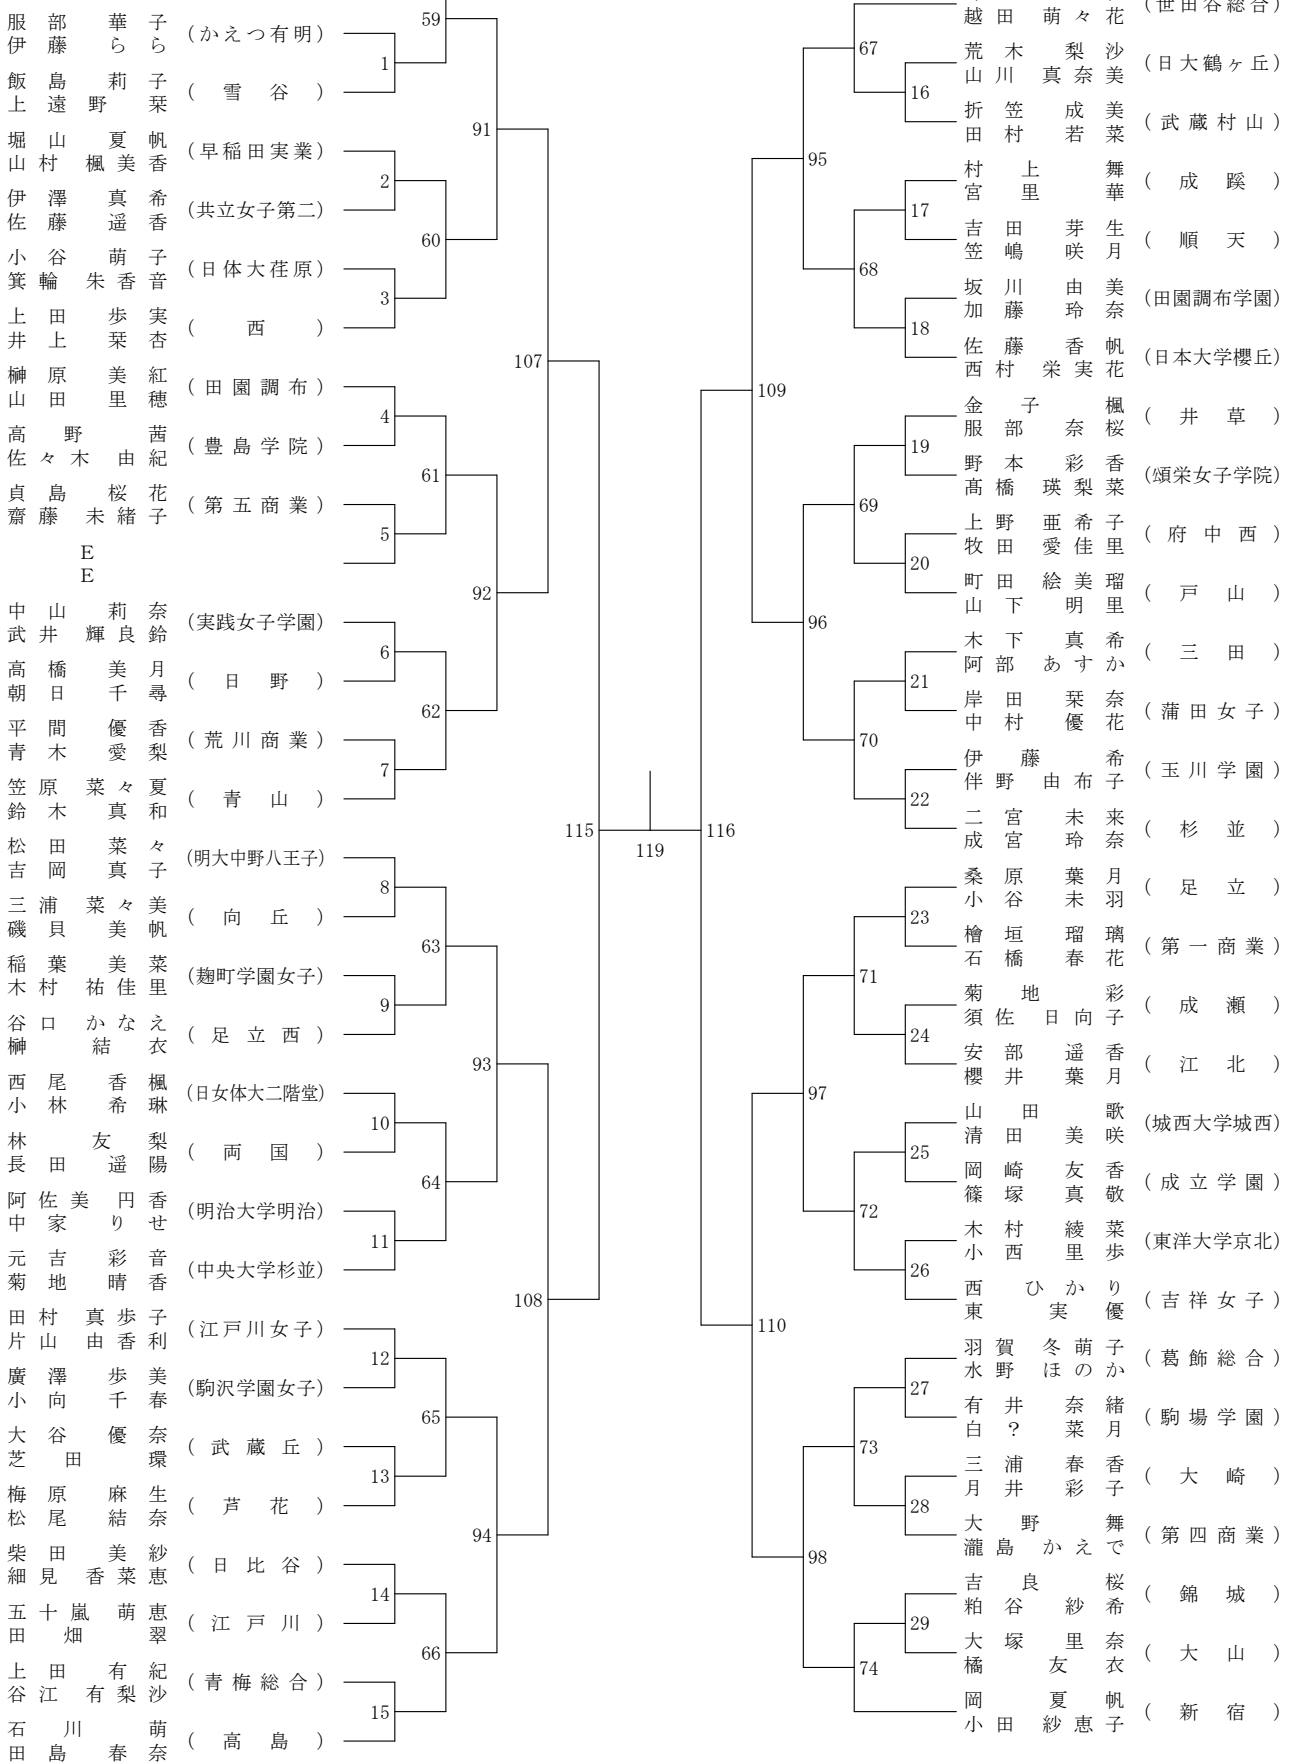 59
服部 華子 (かえつ有明)
伊藤 らら
1
飯島 莉子 (雪谷)
上遠野 栞
91
堀山 夏帆 (早稲田実業)
山村 楓美香
2
伊澤 真希 (共立女子第二)
佐藤 遥香
60
小谷 萌子 (日体大荏原)
箕輪 朱香音
3
上田 歩実 (西)
井上 栞杏
107
榊原 美紅 (田園調布)
山田 里穂
4
高野 茜 (豊島学院)
佐々木 由紀
61
貞島 桜花 (第五商業)
齋藤 未緒子
5
E
E
92
中山 莉奈 (実践女子学園)
武井 輝良鈴
6
高橋 美月 (日野)
朝日 千尋
62
平間 優香 (荒川商業)
青木 愛梨
7
笠原 菜々夏 (青山)
鈴木 真和
115
119
116
松田 菜々 (明大中野八王子)
吉岡 真子
8
三浦 菜々美 (向丘)
磯貝 美帆
63
稲葉 美菜 (麹町学園女子)
木村 祐佳里
9
谷口 かなえ (足立西)
榊 結衣
93
西尾 香楓 (日女体大二階堂)
小林 希琳
10
林 友梨 (両国)
長田 遥陽
64
阿佐美 円香 (明治大学明治)
中家 りせ
11
元吉 彩音 (中央大学杉並)
菊地 晴香
108
田村 真歩子 (江戸川女子)
片山 由香利
12
廣澤 歩美 (駒沢学園女子)
小向 千春
65
大谷 優奈 (武蔵丘)
芝田 環
13
梅原 麻生 (芦花)
松尾 結奈
94
柴田 美紗 (日比谷)
細見 香菜恵
14
五十嵐 萌恵 (江戸川)
田畑 翠
66
上田 有紀 (青梅総合)
谷江 有梨沙
15
石川 萌 (高島)
田島 春奈
越田 萌々花 (世田谷総合)
67
荒木 梨沙 (日大鶴ヶ丘)
山川 真奈美
16
折笠 成美 (武蔵村山)
田村 若菜
95
村上 舞 (成蹊)
宮里 華
17
吉田 芽生 (順天)
笠嶋 咲月
68
坂川 由美 (田園調布学園)
加藤 玲奈
18
佐藤 香帆 (日本大学櫻丘)
西村 栄実花
109
金子 楓 (井草)
服部 奈桜
19
野本 彩香 (頌栄女子学院)
髙橋 瑛梨菜
69
上野 亜希子 (府中西)
牧田 愛佳里
20
町田 絵美瑠 (戸山)
山下 明里
96
木下 真希 (三田)
阿部 あすか
21
岸田 栞奈 (蒲田女子)
中村 優花
70
伊藤 希 (玉川学園)
伴野 由布子
22
二宮 未来 (杉並)
成宮 玲奈
桑原 葉月 (足立)
小谷 未羽
23
檜垣 瑠璃 (第一商業)
石橋 春花
71
菊地 彩 (成瀬)
須佐 日向子
24
安部 遥香 (江北)
櫻井 葉月
97
山田 歌 (城西大学城西)
清田 美咲
25
岡崎 友香 (成立学園)
篠塚 真敬
72
木村 綾菜 (東洋大学京北)
小西 里歩
26
西 ひかり (吉祥女子)
東 実優
110
羽賀 冬萌子 (葛飾総合)
水野 ほのか
27
有井 奈緒 (駒場学園)
白? 菜月
73
三浦 春香 (大崎)
月井 彩子
28
大野 舞 (第四商業)
瀧島 かえで
98
吉良 桜 (錦城)
粕谷 紗希
29
大塚 里奈 (大山)
橘 友衣
74
岡 夏帆 (新宿)
小田 紗恵子